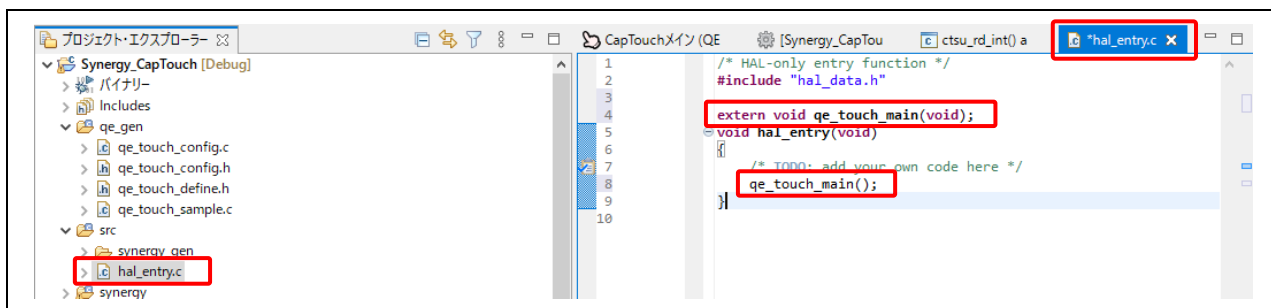 プロジェクト・エクスプローラー
Synergy_CapTouch [Debug]
バイナリー
Includes
qe_gen
qe_touch_config.c
qe_touch_config.h
qe_touch_define.h
qe_touch_sample.c
src
synergy_gen
hal_entry.c
synergy
CapTouchメイン (QE
[Synergy_CapTou
ctsu_rd_int() a
*hal_entry.c
1 /* HAL-only entry function */
2 #include "hal_data.h"
3
4 extern void qe_touch_main(void);
5 void hal_entry(void)
6 {
7 /* TODO: add your own code here */
8 qe_touch_main();
9 }
10